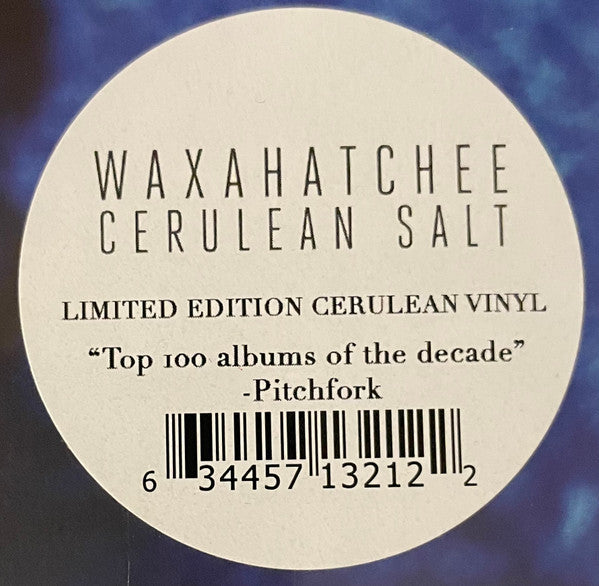 WAXAHATCHEE
CERULEAN SALT
LIMITED EDITION CERULEAN VINYL
“Top 100 albums of the decade”
-Pitchfork
6 34457 13212 2